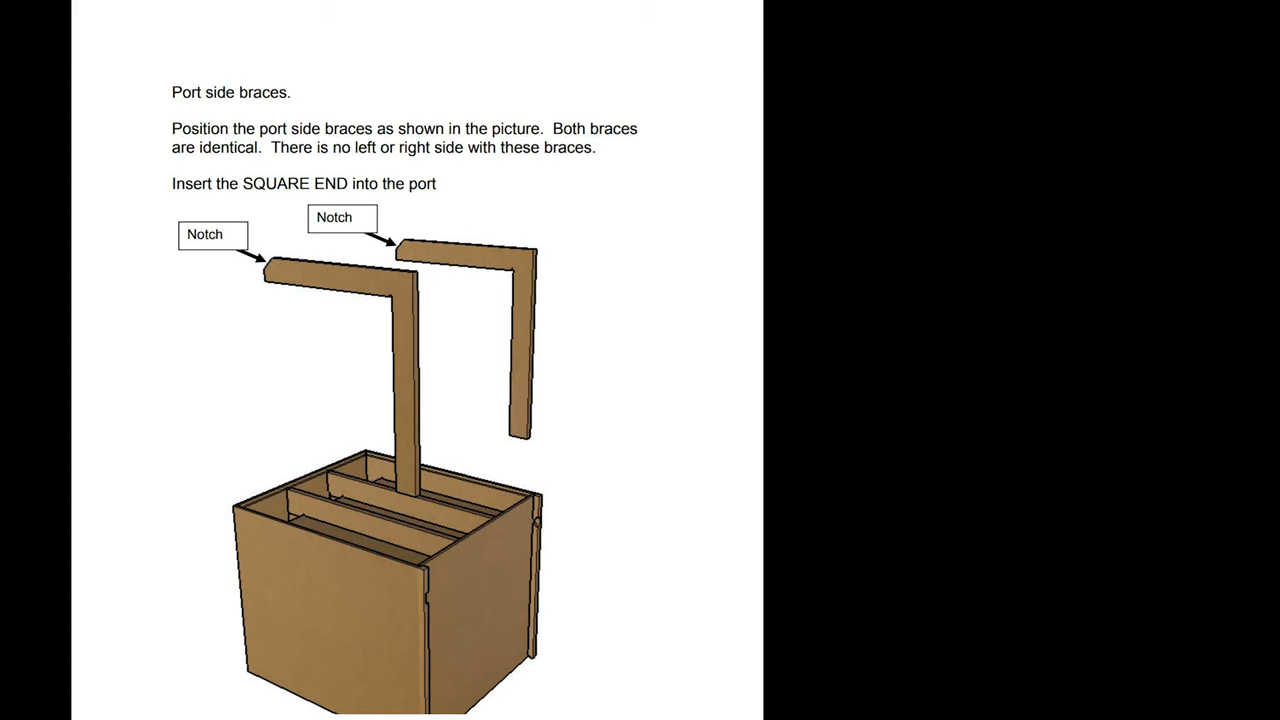 Port side braces.
Position the port side braces as shown in the picture.  Both braces
are identical.  There is no left or right side with these braces.
Insert the SQUARE END into the port
Notch
Notch